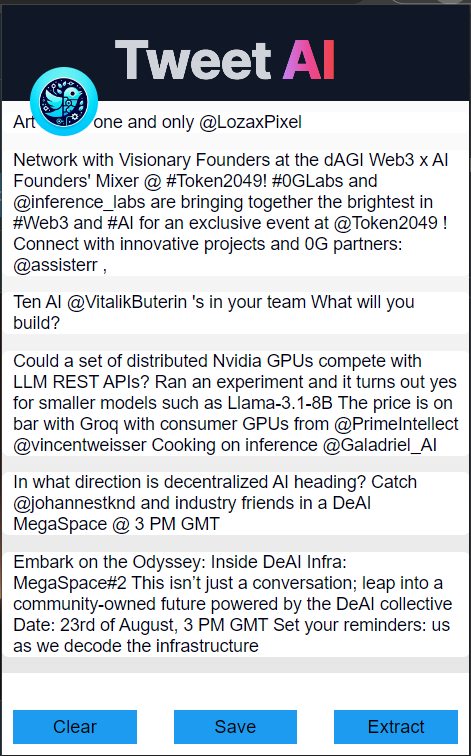 Tweet AI
Art one and only @LozaxPixel
Network with Visionary Founders at the dAGI Web3 x AI
Founders' Mixer @ #Token2049! #0GLabs and
@inference_labs are bringing together the brightest in
#Web3 and #AI for an exclusive event at @Token2049 !
Connect with innovative projects and 0G partners:
@assisterr ,
Ten AI @VitalikButerin 's in your team What will you
build?
Could a set of distributed Nvidia GPUs compete with
LLM REST APIs? Ran an experiment and it turns out yes
for smaller models such as Llama-3.1-8B The price is on
bar with Groq with consumer GPUs from @PrimeIntellect
@vincentweisser Cooking on inference @Galadriel_AI
In what direction is decentralized AI heading? Catch
@johannestknd and industry friends in a DeAI
MegaSpace @ 3 PM GMT
Embark on the Odyssey: Inside DeAI Infra:
MegaSpace#2 This isn’t just a conversation; leap into a
community-owned future powered by the DeAI collective
Date: 23rd of August, 3 PM GMT Set your reminders: us
as we decode the infrastructure
Clear Save Extract